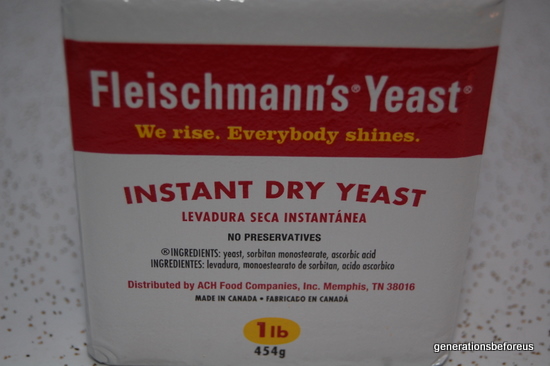 Fleischmann's® Yeast®
We rise. Everybody shines.
INSTANT DRY YEAST
LEVADURA SECA INSTANTÁNEA
NO PRESERVATIVES
®INGREDIENTS: yeast, sorbitan monostearate, ascorbic acid
INGREDIENTES: levadura, monoestearato de sorbitan, acido ascorbico
Distributed by ACH Food Companies, Inc. Memphis, TN 38016
MADE IN CANADA • FABRICADO EN CANADÁ
1 lb
454g
generationsbeforeus